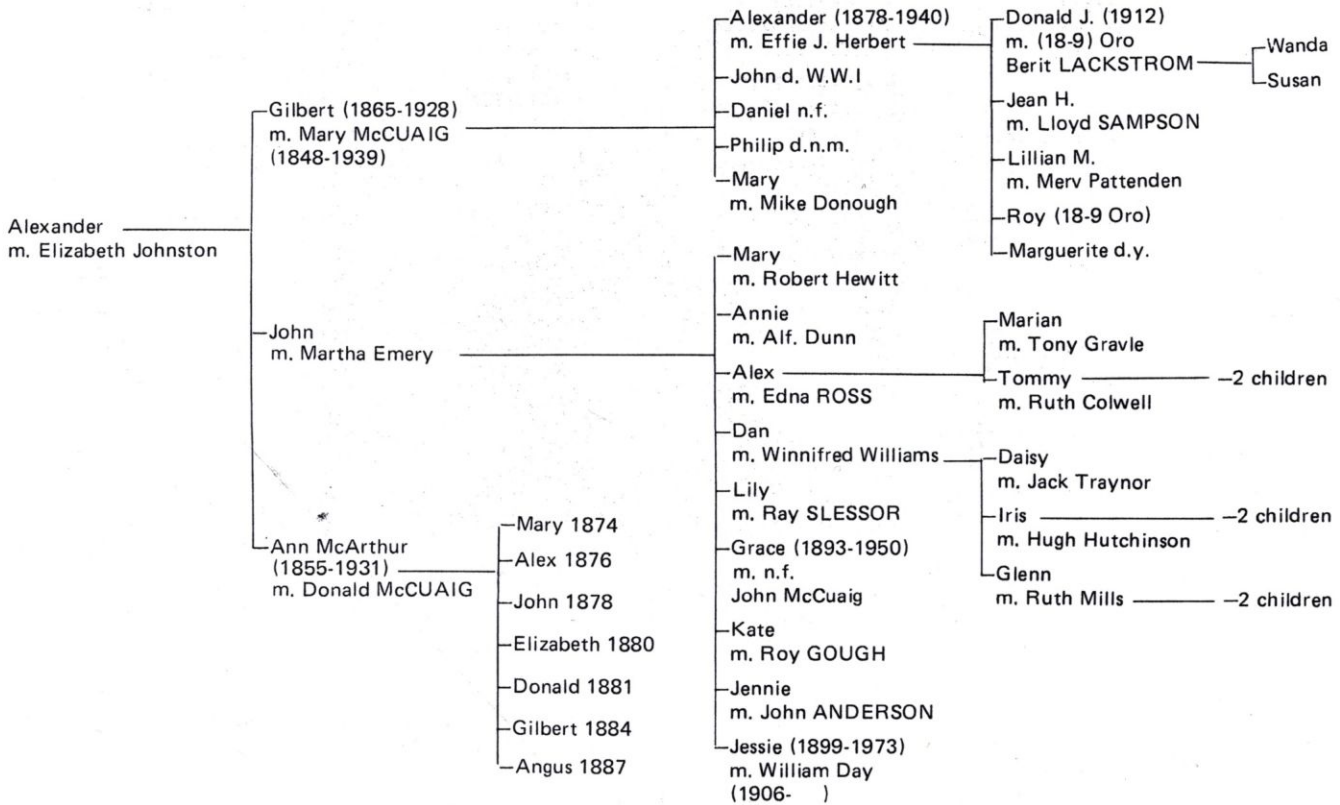 Alexander
m. Elizabeth Johnston
Gilbert (1865-1928)
m. Mary McCUAIG
(1848-1939)
Alexander (1878-1940)
m. Effie J. Herbert
Donald J. (1912)
m. (18-9) Oro
Berit LACKSTROM
Wanda
Susan
Jean H.
m. Lloyd SAMPSON
Lillian M.
m. Merv Pattenden
Roy (18-9 Oro)
Marguerite d.y.
John d. W.W.I
Daniel n.f.
Philip d.n.m.
Mary
m. Mike Donough
John
m. Martha Emery
Mary
m. Robert Hewitt
Annie
m. Alf. Dunn
Alex
m. Edna ROSS
Marian
m. Tony Gravle
Tommy –2 children
m. Ruth Colwell
Dan
m. Winnifred Williams
Daisy
m. Jack Traynor
Iris –2 children
m. Hugh Hutchinson
Glenn
m. Ruth Mills –2 children
Lily
m. Ray SLESSOR
Grace (1893-1950)
m. n.f.
John McCuaig
Kate
m. Roy GOUGH
Jennie
m. John ANDERSON
Jessie (1899-1973)
m. William Day
(1906- )
Ann McArthur
(1855-1931)
m. Donald McCUAIG
Mary 1874
Alex 1876
John 1878
Elizabeth 1880
Donald 1881
Gilbert 1884
Angus 1887